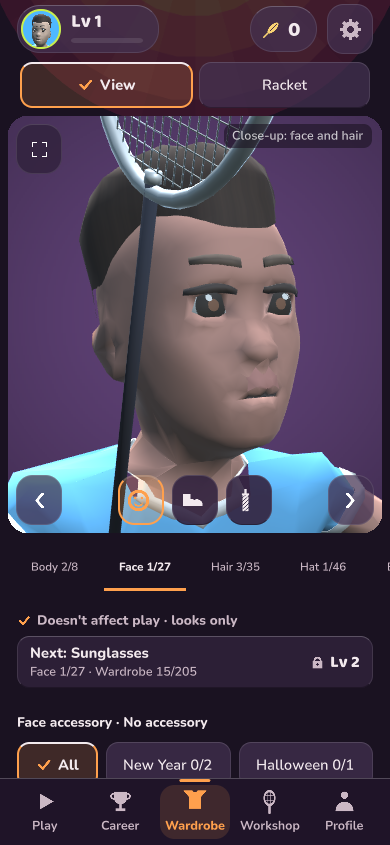 Lv 1
0
View
Racket
Close-up: face and hair
Body 2/8
Face 1/27
Hair 3/35
Hat 1/46
Doesn't affect play · looks only
Next: Sunglasses
Face 1/27 · Wardrobe 15/205
Lv 2
Face accessory · No accessory
All
New Year 0/2
Halloween 0/1
Play
Career
Wardrobe
Workshop
Profile